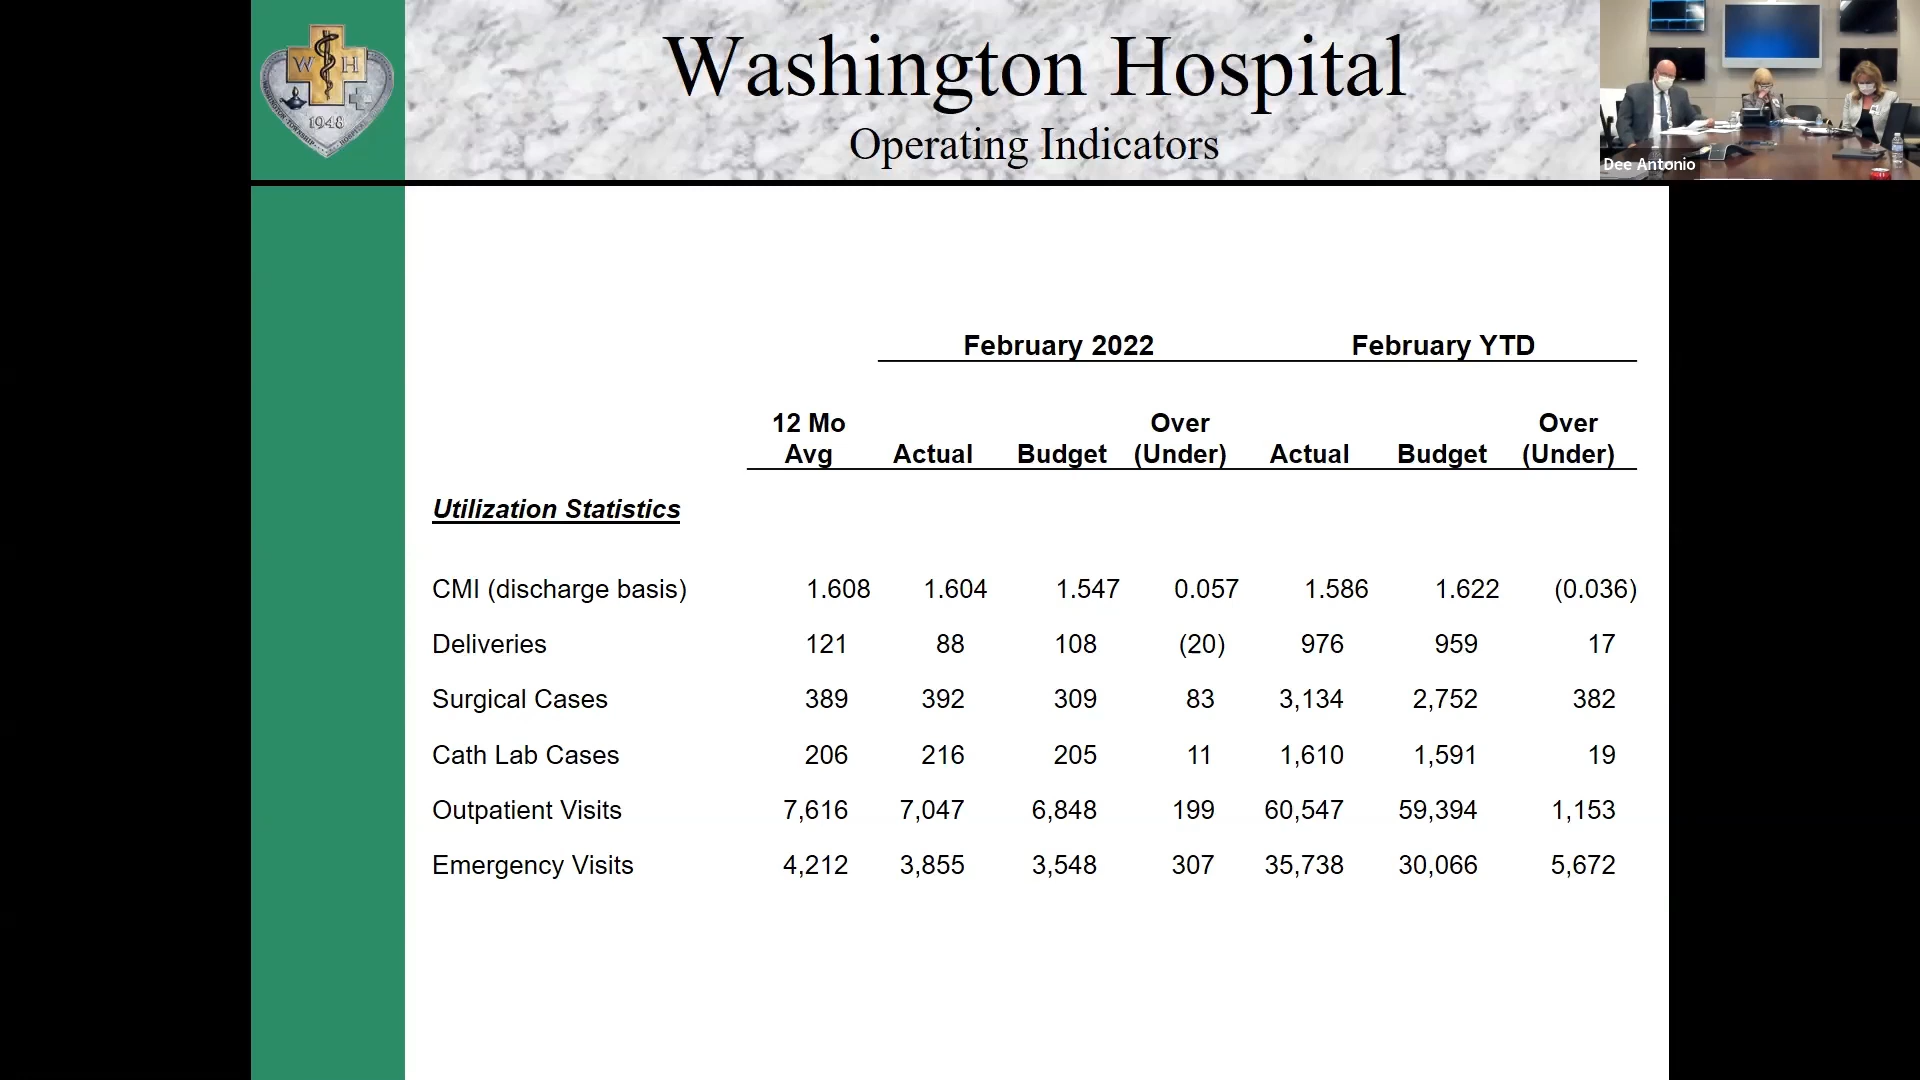 W H
1948
Washington Hospital
Operating Indicators
Dee Antonio
February 2022 February YTD
12 Mo Over Over
Avg Actual Budget (Under) Actual Budget (Under)
Utilization Statistics
CMI (discharge basis) 1.608 1.604 1.547 0.057 1.586 1.622 (0.036)
Deliveries 121 88 108 (20) 976 959 17
Surgical Cases 389 392 309 83 3,134 2,752 382
Cath Lab Cases 206 216 205 11 1,610 1,591 19
Outpatient Visits 7,616 7,047 6,848 199 60,547 59,394 1,153
Emergency Visits 4,212 3,855 3,548 307 35,738 30,066 5,672